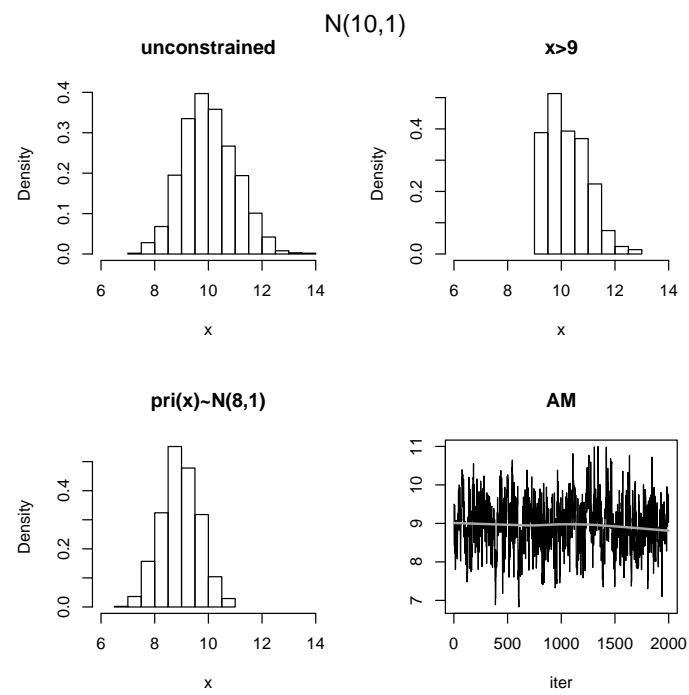 N(10,1)
unconstrained
Density
0.0 0.1 0.2 0.3 0.4
6 8 10 12 14
x
x>9
Density
0.0 0.2 0.4
6 8 10 12 14
x
pri(x)~N(8,1)
Density
0.0 0.2 0.4
6 8 10 12 14
x
AM
7 8 9 10 11
0 500 1000 1500 2000
iter